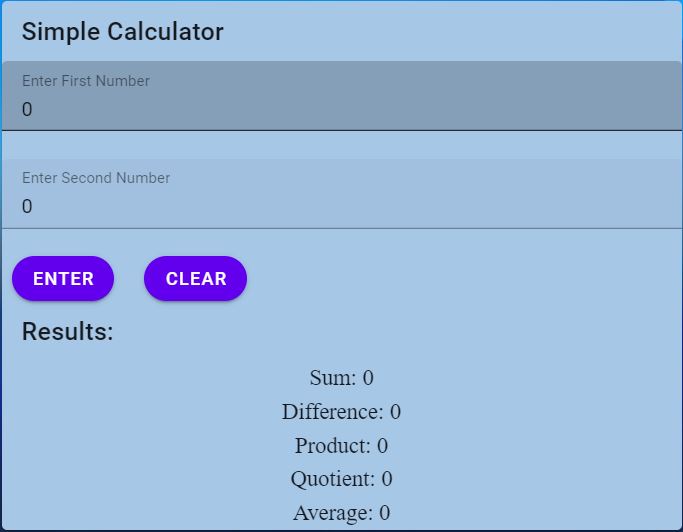 Simple Calculator
Enter First Number
0
Enter Second Number
0
ENTER CLEAR
Results:
Sum: 0
Difference: 0
Product: 0
Quotient: 0
Average: 0